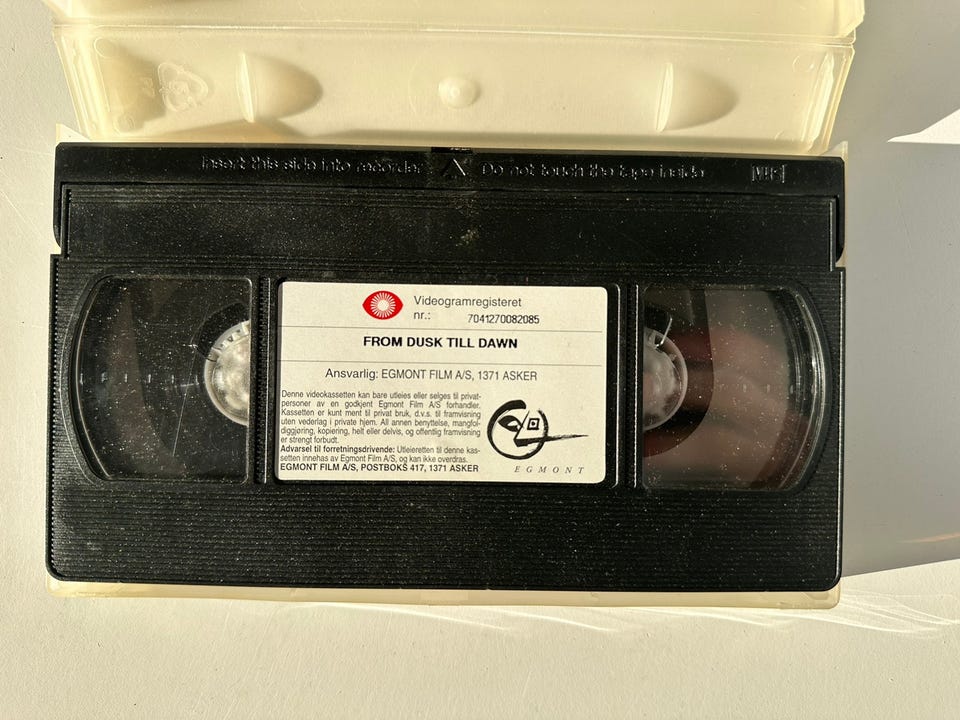 Insert this side into recorder Do not touch the tape inside VHS
Videogramregisteret
nr.: 7041270082085
FROM DUSK TILL DAWN
Ansvarlig: EGMONT FILM A/S, 1371 ASKER
Denne videokassetten kan bare utleies eller selges til privat-
personer av en godkjent Egmont Film A/S forhandler.
Kassetten er kunt ment til privat bruk, d.v.s. til framvisning
uten vederlag i private hjem. All annen benyttelse, mangfol-
diggjøring, kopiering, helt eller delvis, og offentlig framvisning
er strengt forbudt.
Advarsel til forretningsdrivende: Utleieretten til denne kas-
setten innehas av Egmont Film A/S, og kan ikke overdras.
EGMONT FILM A/S, POSTBOKS 417, 1371 ASKER
EGMONT